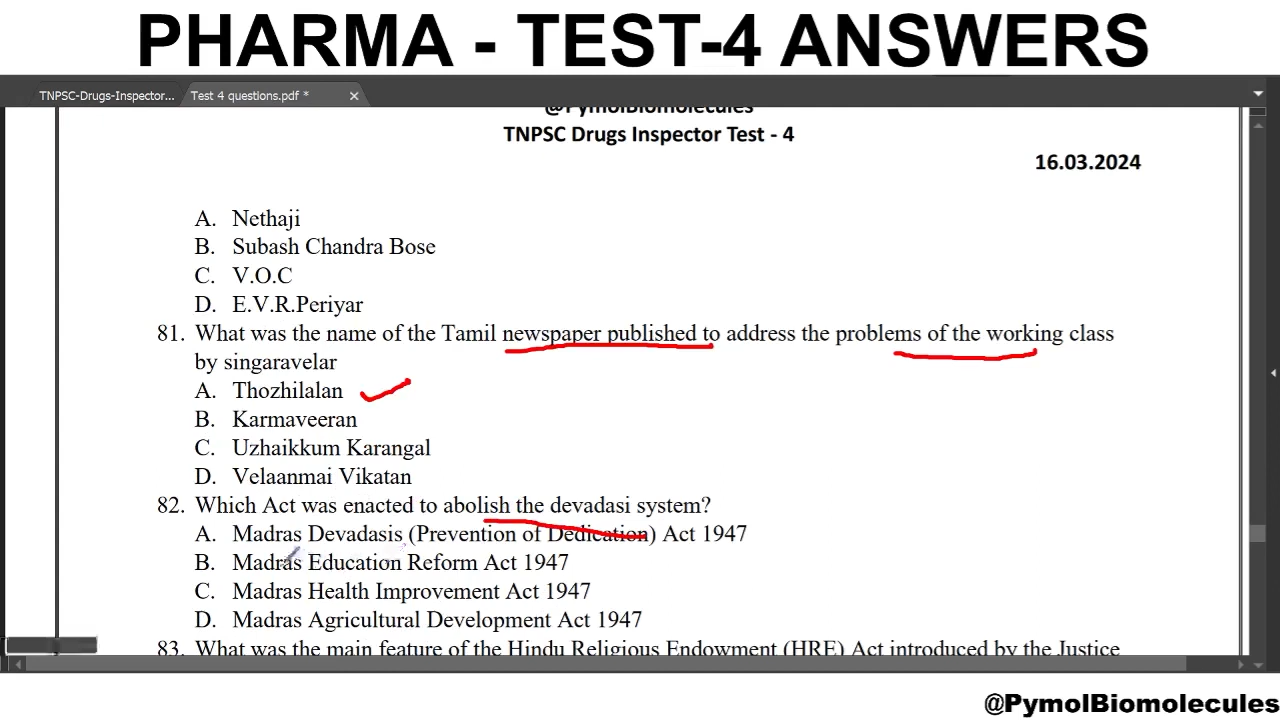 PHARMA - TEST-4 ANSWERS
TNPSC-Drugs-Inspector... Test 4 questions.pdf *
@PymolBiomolecules
TNPSC Drugs Inspector Test - 4
16.03.2024
A. Nethaji
B. Subash Chandra Bose
C. V.O.C
D. E.V.R.Periyar
81. What was the name of the Tamil newspaper published to address the problems of the working class
by singaravelar
A. Thozhilalan
B. Karmaveeran
C. Uzhaikkum Karangal
D. Velaanmai Vikatan
82. Which Act was enacted to abolish the devadasi system?
A. Madras Devadasis (Prevention of Dedication) Act 1947
B. Madras Education Reform Act 1947
C. Madras Health Improvement Act 1947
D. Madras Agricultural Development Act 1947
83. What was the main feature of the Hindu Religious Endowment (HRE) Act introduced by the Justice
@PymolBiomolecules